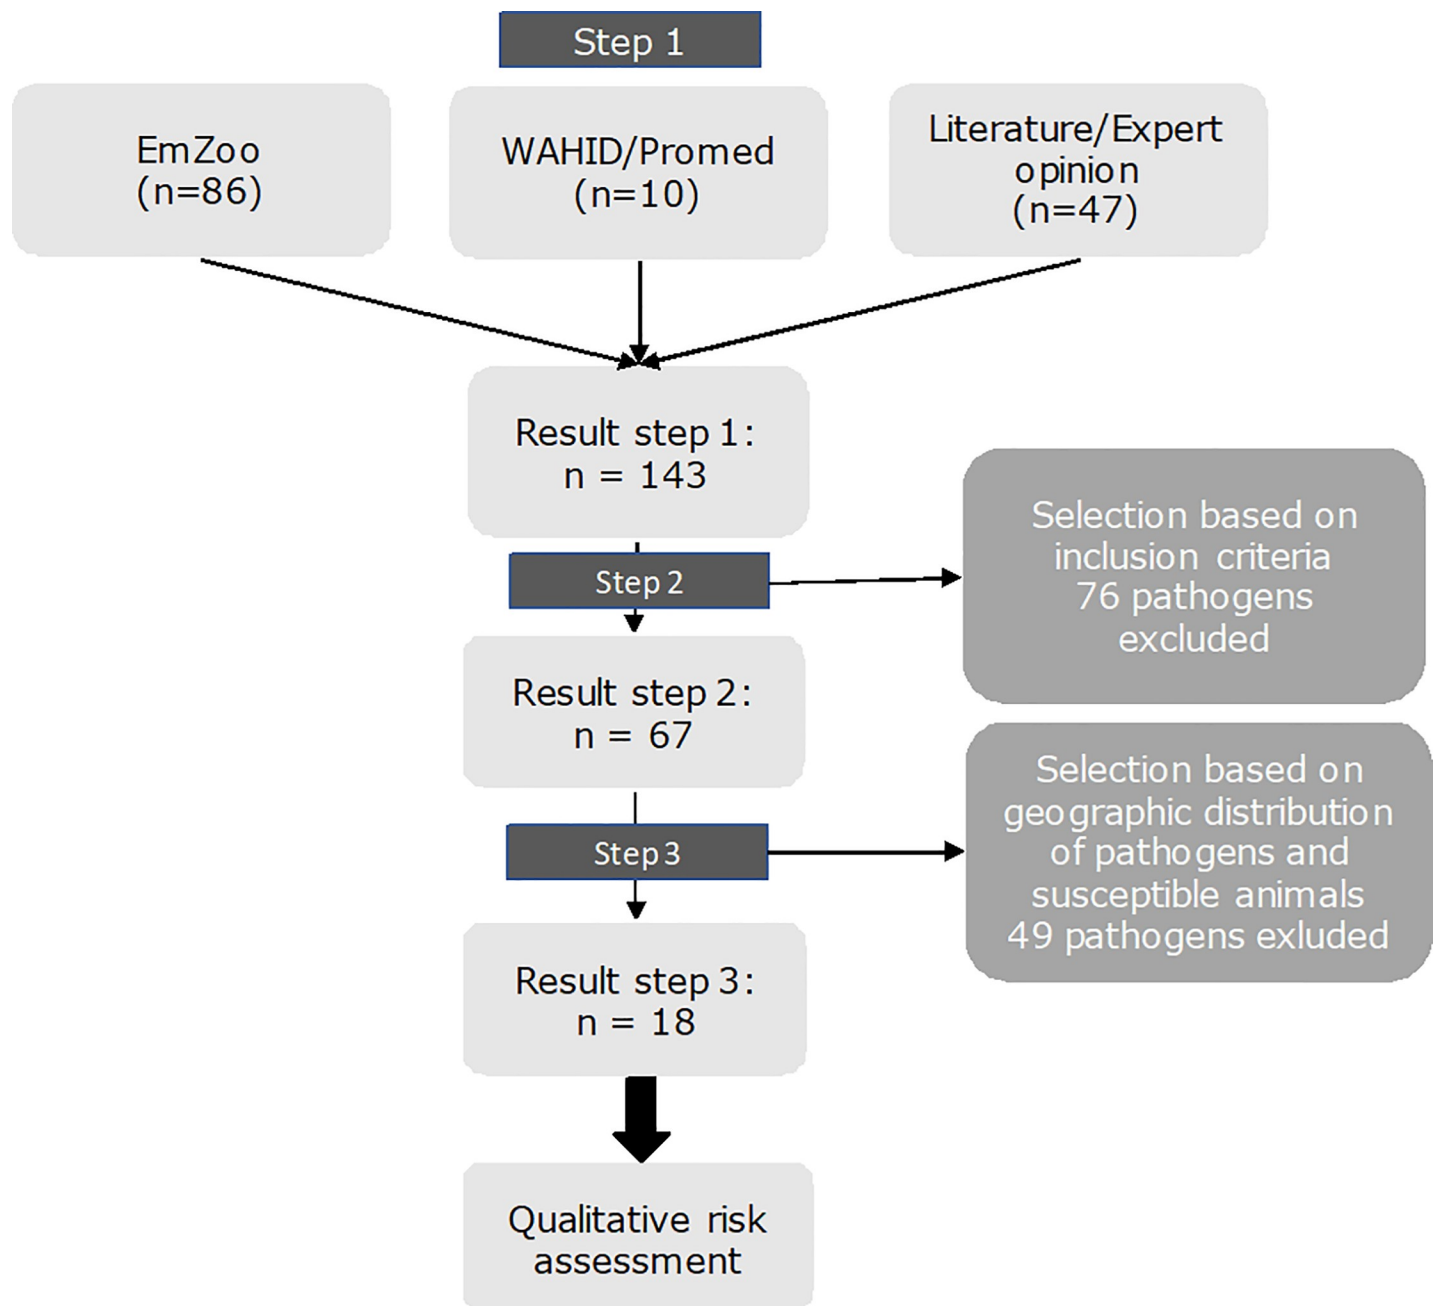 Step 1
EmZoo
(n=86)
WAHID/Promed
(n=10)
Literature/Expert
opinion
(n=47)
Result step 1:
n = 143
Step 2
Selection based on
inclusion criteria
76 pathogens
excluded
Result step 2:
n = 67
Step 3
Selection based on
geographic distribution
of pathogens and
susceptible animals
49 pathogens exluded
Result step 3:
n = 18
Qualitative risk
assessment